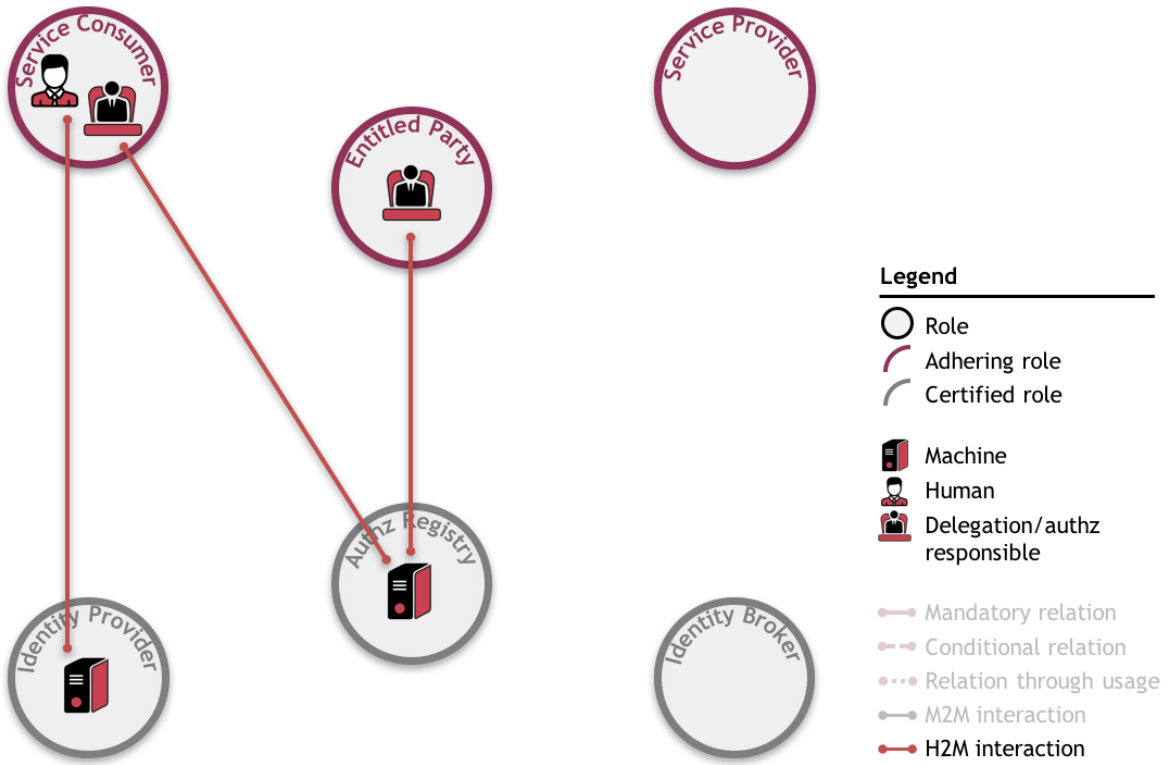 Service Consumer
Service Provider
Entitled Party
Authz Registry
Identity Provider
Identity Broker
Legend
Role
Adhering role
Certified role
Machine
Human
Delegation/authz
responsible
Mandatory relation
Conditional relation
Relation through usage
M2M interaction
H2M interaction